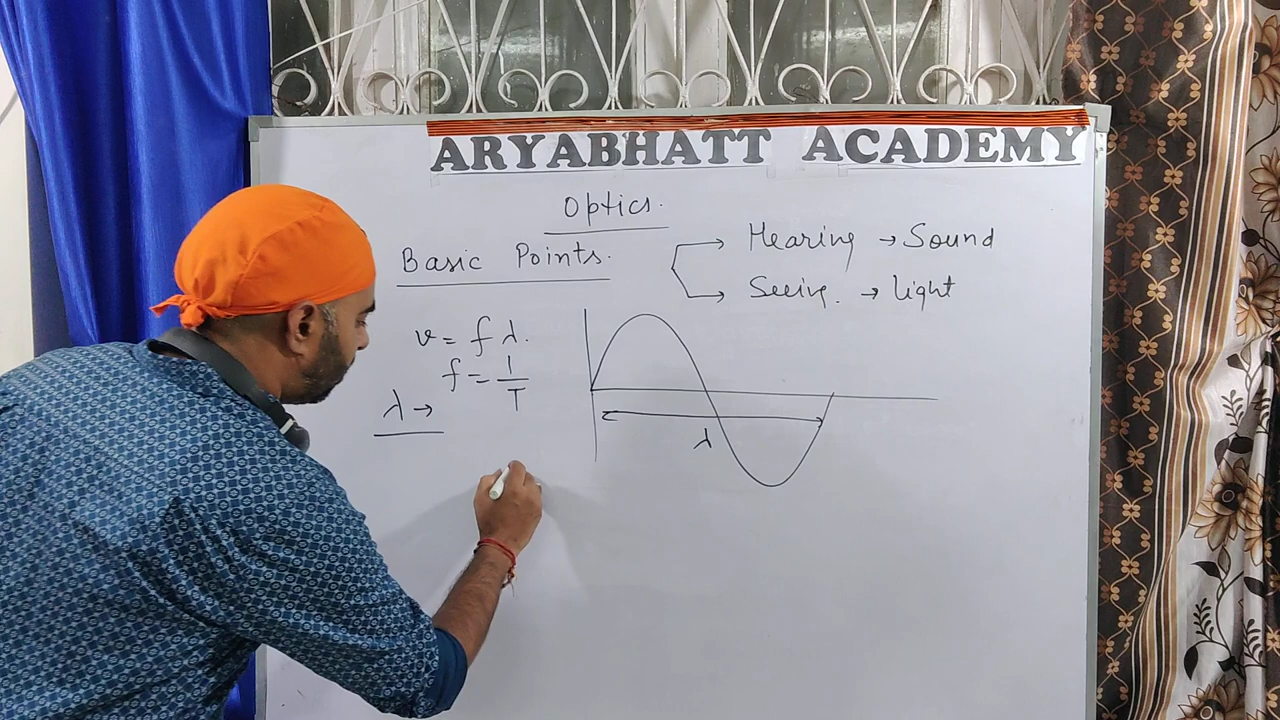 ARYABHATT ACADEMY
Optics.
Basic Points.
→ Hearing → Sound
→ Seeing. → light
v = f λ.
f = 1/T
λ →
λ